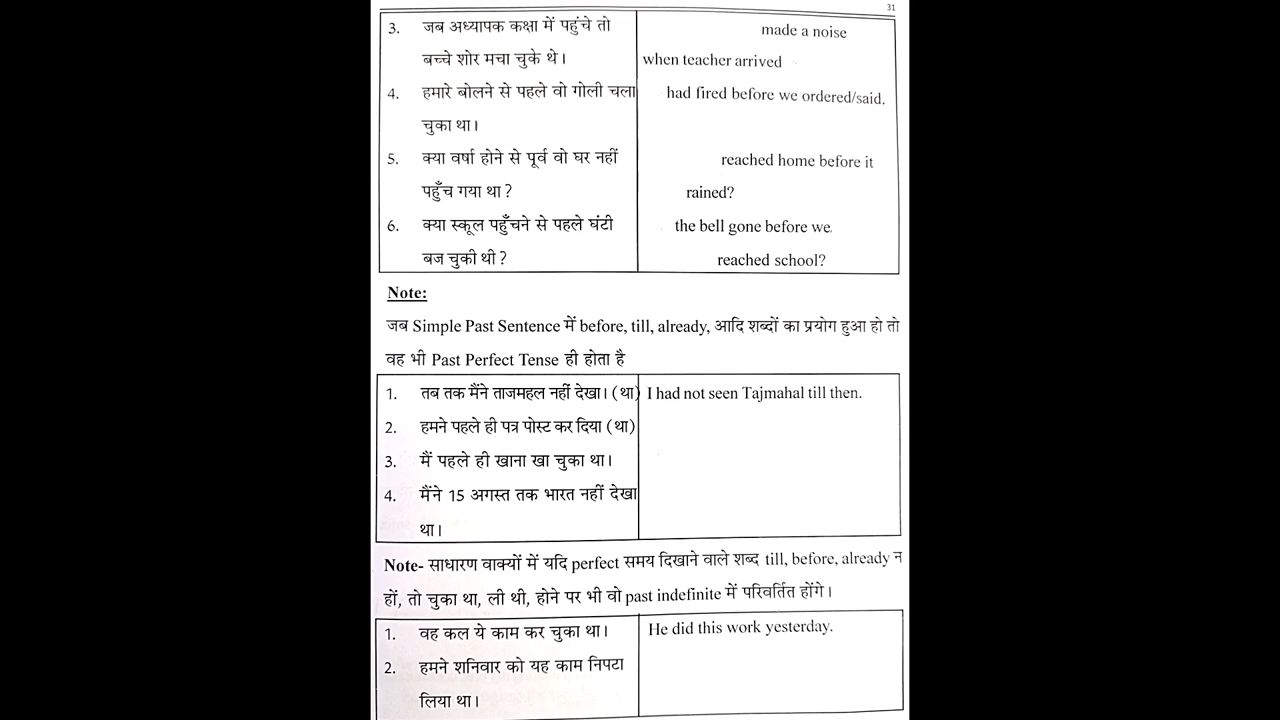 31
3. जब अध्यापक कक्षा में पहुंचे तो made a noise
बच्चे शोर मचा चुके थे। when teacher arrived
4. हमारे बोलने से पहले वो गोली चला had fired before we ordered/said.
चुका था।
5. क्या वर्षा होने से पूर्व वो घर नहीं reached home before it
पहुँच गया था ? rained?
6. क्या स्कूल पहुँचने से पहले घंटी the bell gone before we
बज चुकी थी ? reached school?
Note:
जब Simple Past Sentence में before, till, already, आदि शब्दों का प्रयोग हुआ हो तो
वह भी Past Perfect Tense ही होता है
1. तब तक मैंने ताजमहल नहीं देखा। (था) I had not seen Tajmahal till then.
2. हमने पहले ही पत्र पोस्ट कर दिया (था)
3. मैं पहले ही खाना खा चुका था।
4. मैंने 15 अगस्त तक भारत नहीं देखा
था।
Note- साधारण वाक्यों में यदि perfect समय दिखाने वाले शब्द till, before, already न
हों, तो चुका था, ली थी, होने पर भी वो past indefinite में परिवर्तित होंगे।
1. वह कल ये काम कर चुका था। He did this work yesterday.
2. हमने शनिवार को यह काम निपटा
लिया था।